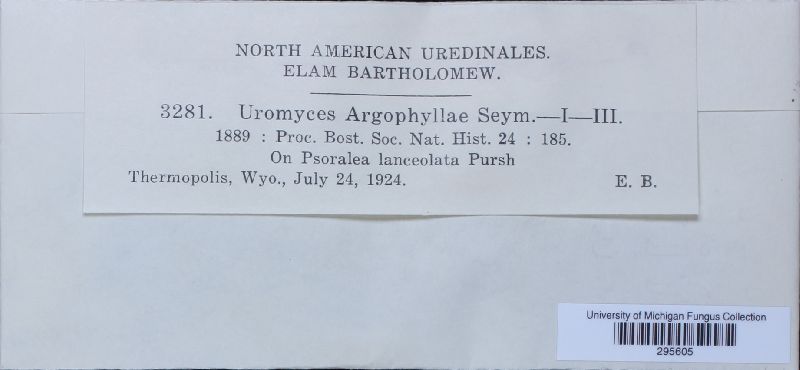 NORTH AMERICAN UREDINALES.
ELAM BARTHOLOMEW.
3281. Uromyces Argophyllae Seym.—I—III.
1889 : Proc. Bost. Soc. Nat. Hist. 24 : 185.
On Psoralea lanceolata Pursh
Thermopolis, Wyo., July 24, 1924. E. B.
University of Michigan Fungus Collection
295605